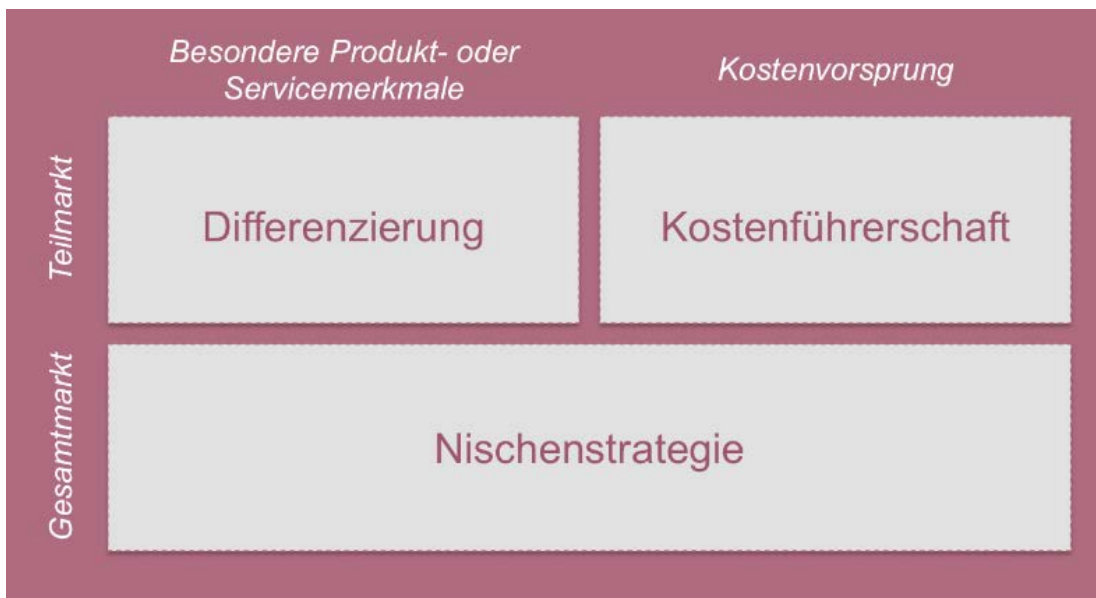 Besondere Produkt- oder
Servicemerkmale
Kostenvorsprung
Teilmarkt
Differenzierung
Kostenführerschaft
Gesamtmarkt
Nischenstrategie